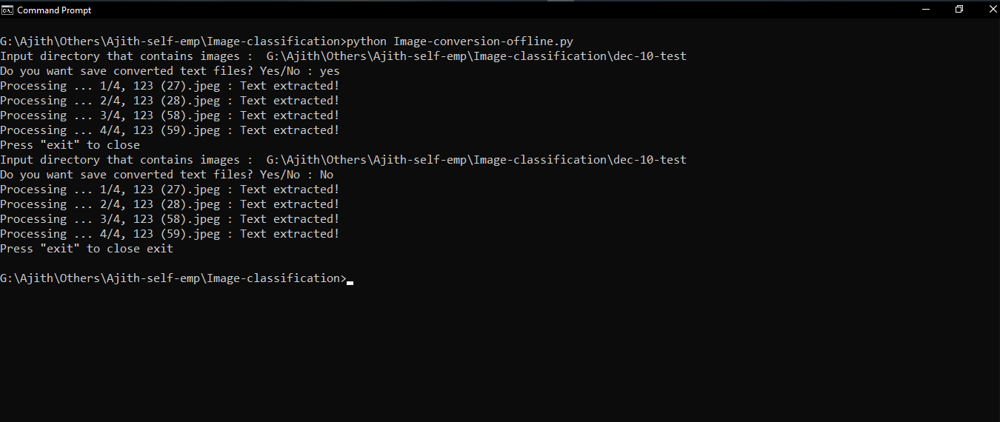 Command Prompt
G:\Ajith\Others\Ajith-self-emp\Image-classification>python Image-conversion-offline.py
Input directory that contains images :  G:\Ajith\Others\Ajith-self-emp\Image-classification\dec-10-test
Do you want save converted text files? Yes/No : yes
Processing ... 1/4, 123 (27).jpeg : Text extracted!
Processing ... 2/4, 123 (28).jpeg : Text extracted!
Processing ... 3/4, 123 (58).jpeg : Text extracted!
Processing ... 4/4, 123 (59).jpeg : Text extracted!
Press "exit" to close
Input directory that contains images :  G:\Ajith\Others\Ajith-self-emp\Image-classification\dec-10-test
Do you want save converted text files? Yes/No : No
Processing ... 1/4, 123 (27).jpeg : Text extracted!
Processing ... 2/4, 123 (28).jpeg : Text extracted!
Processing ... 3/4, 123 (58).jpeg : Text extracted!
Processing ... 4/4, 123 (59).jpeg : Text extracted!
Press "exit" to close exit
G:\Ajith\Others\Ajith-self-emp\Image-classification>